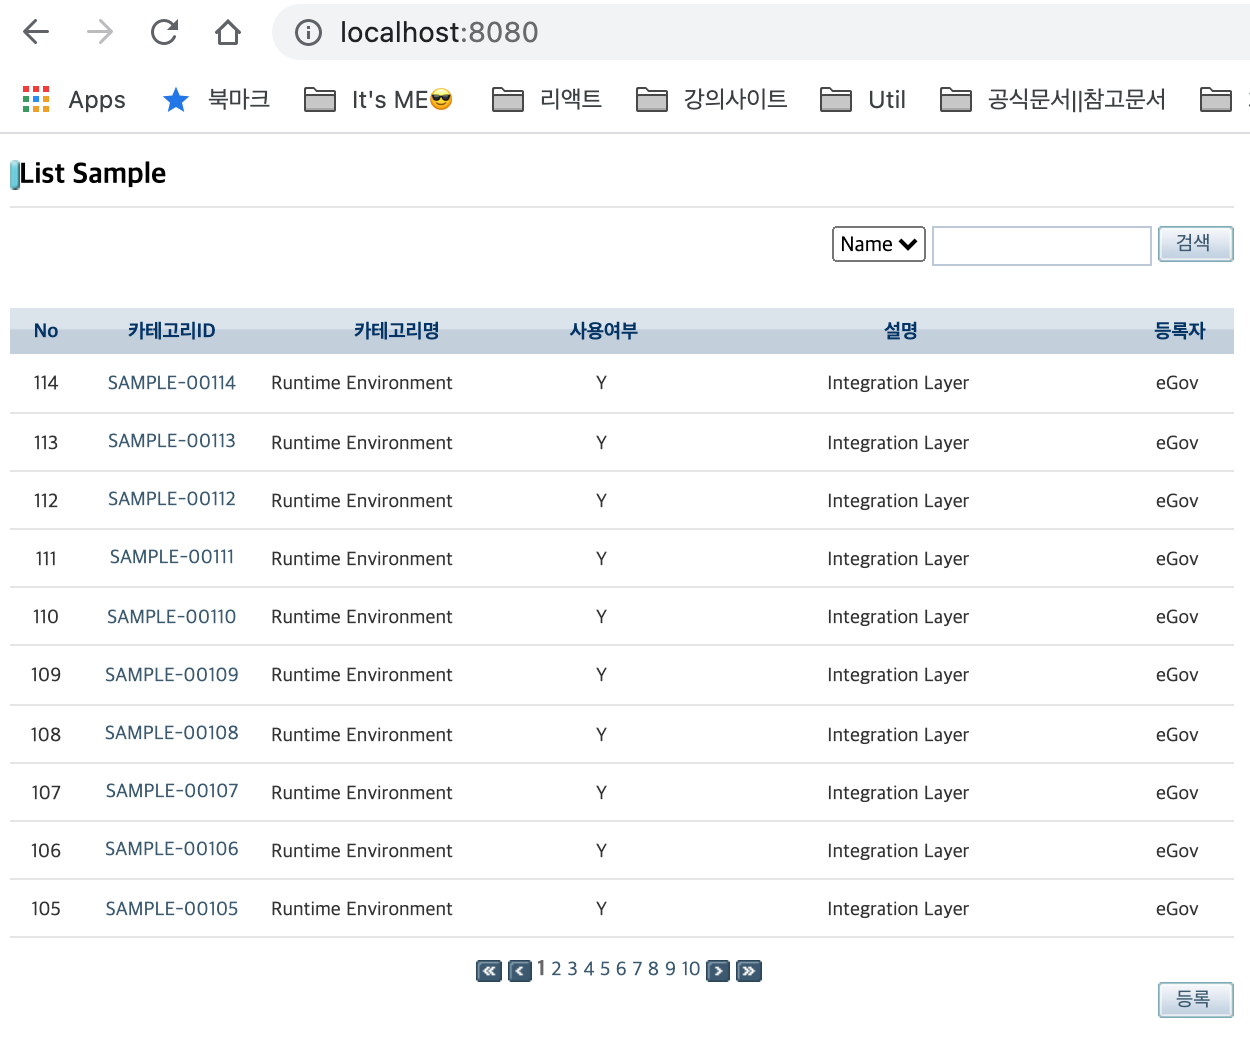 localhost:8080
Apps 북마크 It's ME😎 리액트 강의사이트 Util 공식문서||참고문서
List Sample
Name 검색
No 카테고리ID 카테고리명 사용여부 설명 등록자
114 SAMPLE-00114 Runtime Environment Y Integration Layer eGov
113 SAMPLE-00113 Runtime Environment Y Integration Layer eGov
112 SAMPLE-00112 Runtime Environment Y Integration Layer eGov
111 SAMPLE-00111 Runtime Environment Y Integration Layer eGov
110 SAMPLE-00110 Runtime Environment Y Integration Layer eGov
109 SAMPLE-00109 Runtime Environment Y Integration Layer eGov
108 SAMPLE-00108 Runtime Environment Y Integration Layer eGov
107 SAMPLE-00107 Runtime Environment Y Integration Layer eGov
106 SAMPLE-00106 Runtime Environment Y Integration Layer eGov
105 SAMPLE-00105 Runtime Environment Y Integration Layer eGov
1 2 3 4 5 6 7 8 9 10
등록